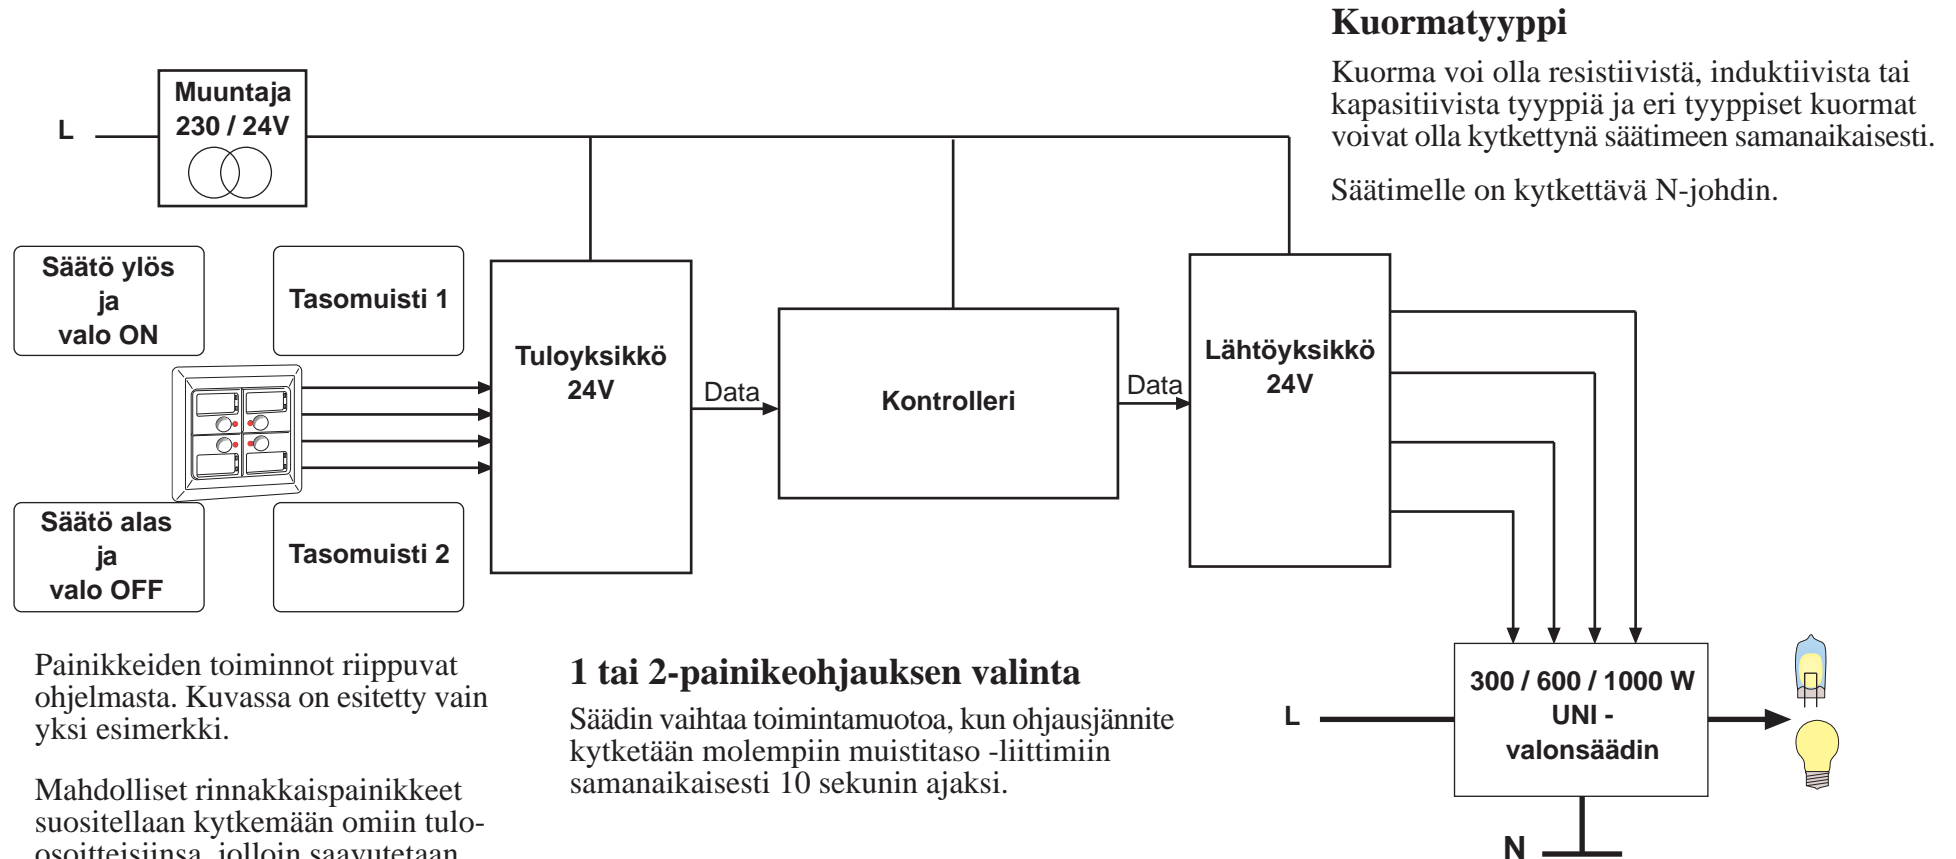 Kuormatyyppi
Kuorma voi olla resistiivistä, induktiivista tai
kapasitiivista tyyppiä ja eri tyyppiset kuormat
voivat olla kytkettynä säätimeen samanaikaisesti.
Säätimelle on kytkettävä N-johdin.
Muuntaja
230 / 24V
L
Säätö ylös
ja
valo ON
Tasomuisti 1
Tuloyksikkö
24V
Data
Kontrolleri
Data
Lähtöyksikkö
24V
Säätö alas
ja
valo OFF
Tasomuisti 2
Painikkeiden toiminnot riippuvat
ohjelmasta. Kuvassa on esitetty vain
yksi esimerkki.
Mahdolliset rinnakkaispainikkeet
suositellaan kytkemään omiin tulo-
osoitteisiinsa, jolloin saavutetaan
1 tai 2-painikeohjauksen valinta
Säädin vaihtaa toimintamuotoa, kun ohjausjännite
kytketään molempiin muistitaso -liittimiin
samanaikaisesti 10 sekunin ajaksi.
L
300 / 600 / 1000 W
UNI -
valonsäädin
N